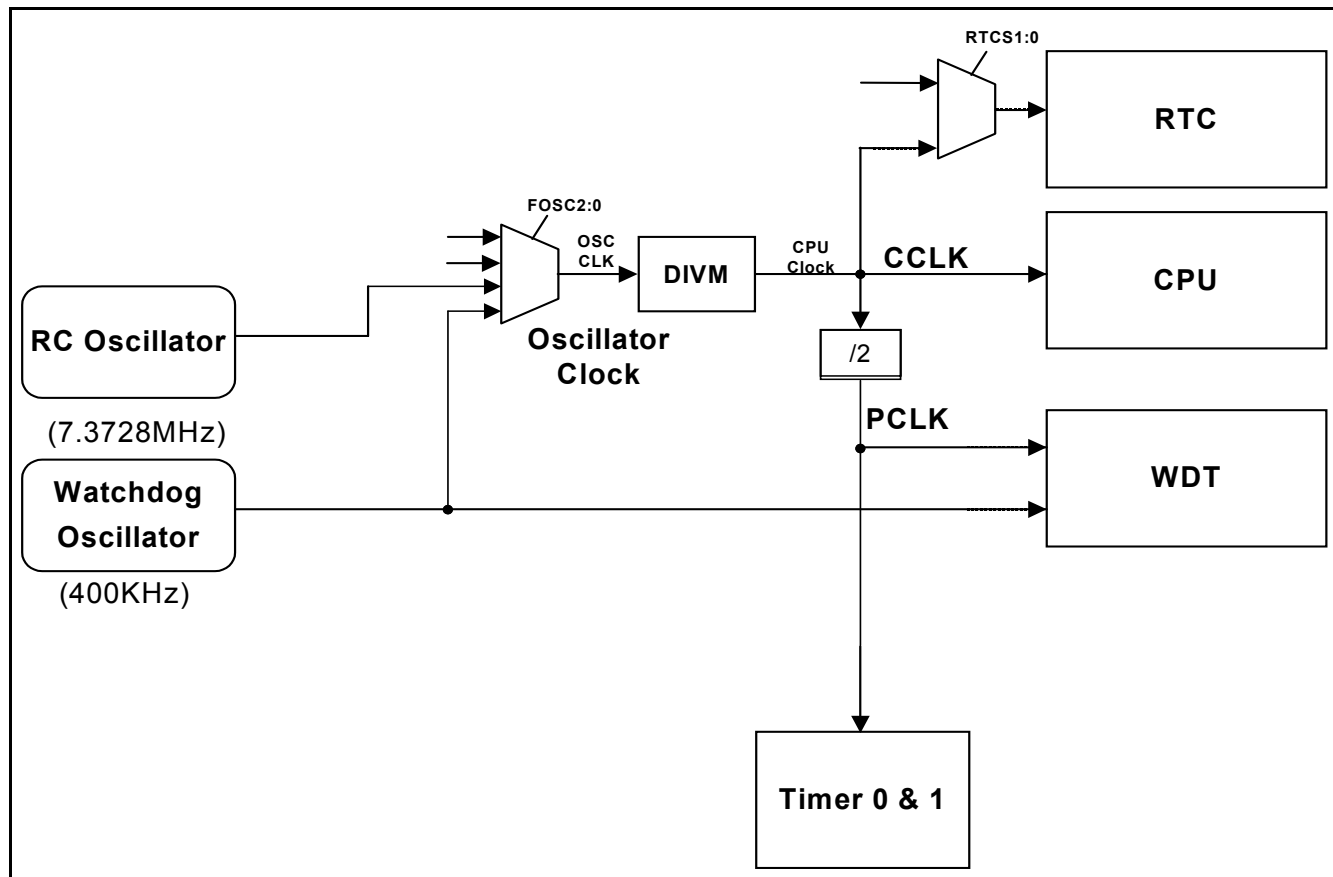 RTCS1:0
RTC
FOSC2:0
OSC
CLK
DIVM
CPU
Clock
CCLK
CPU
RC Oscillator
Oscillator
Clock
/2
(7.3728MHz)
PCLK
Watchdog
Oscillator
WDT
(400KHz)
Timer 0 & 1